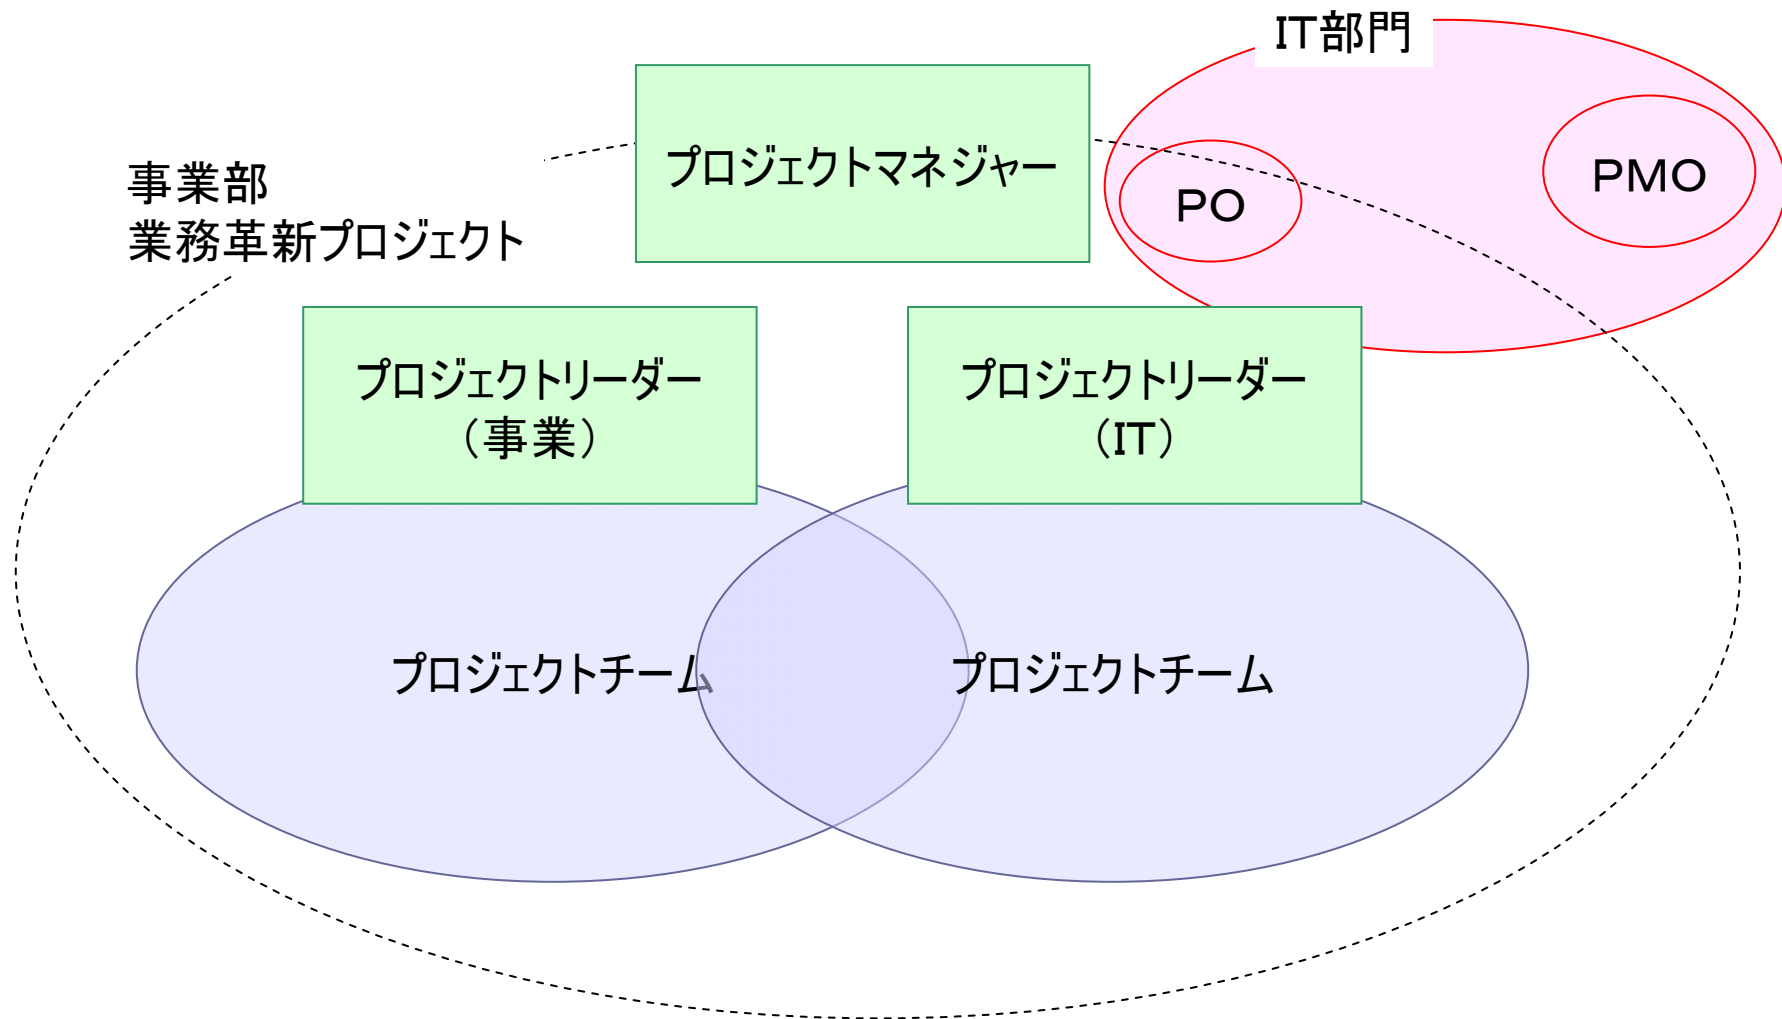 IT部門
プロジェクトマネジャー
事業部
業務革新プロジェクト
PO
PMO
プロジェクトリーダー
（事業）
プロジェクトリーダー
（IT）
プロジェクトチーム
プロジェクトチーム